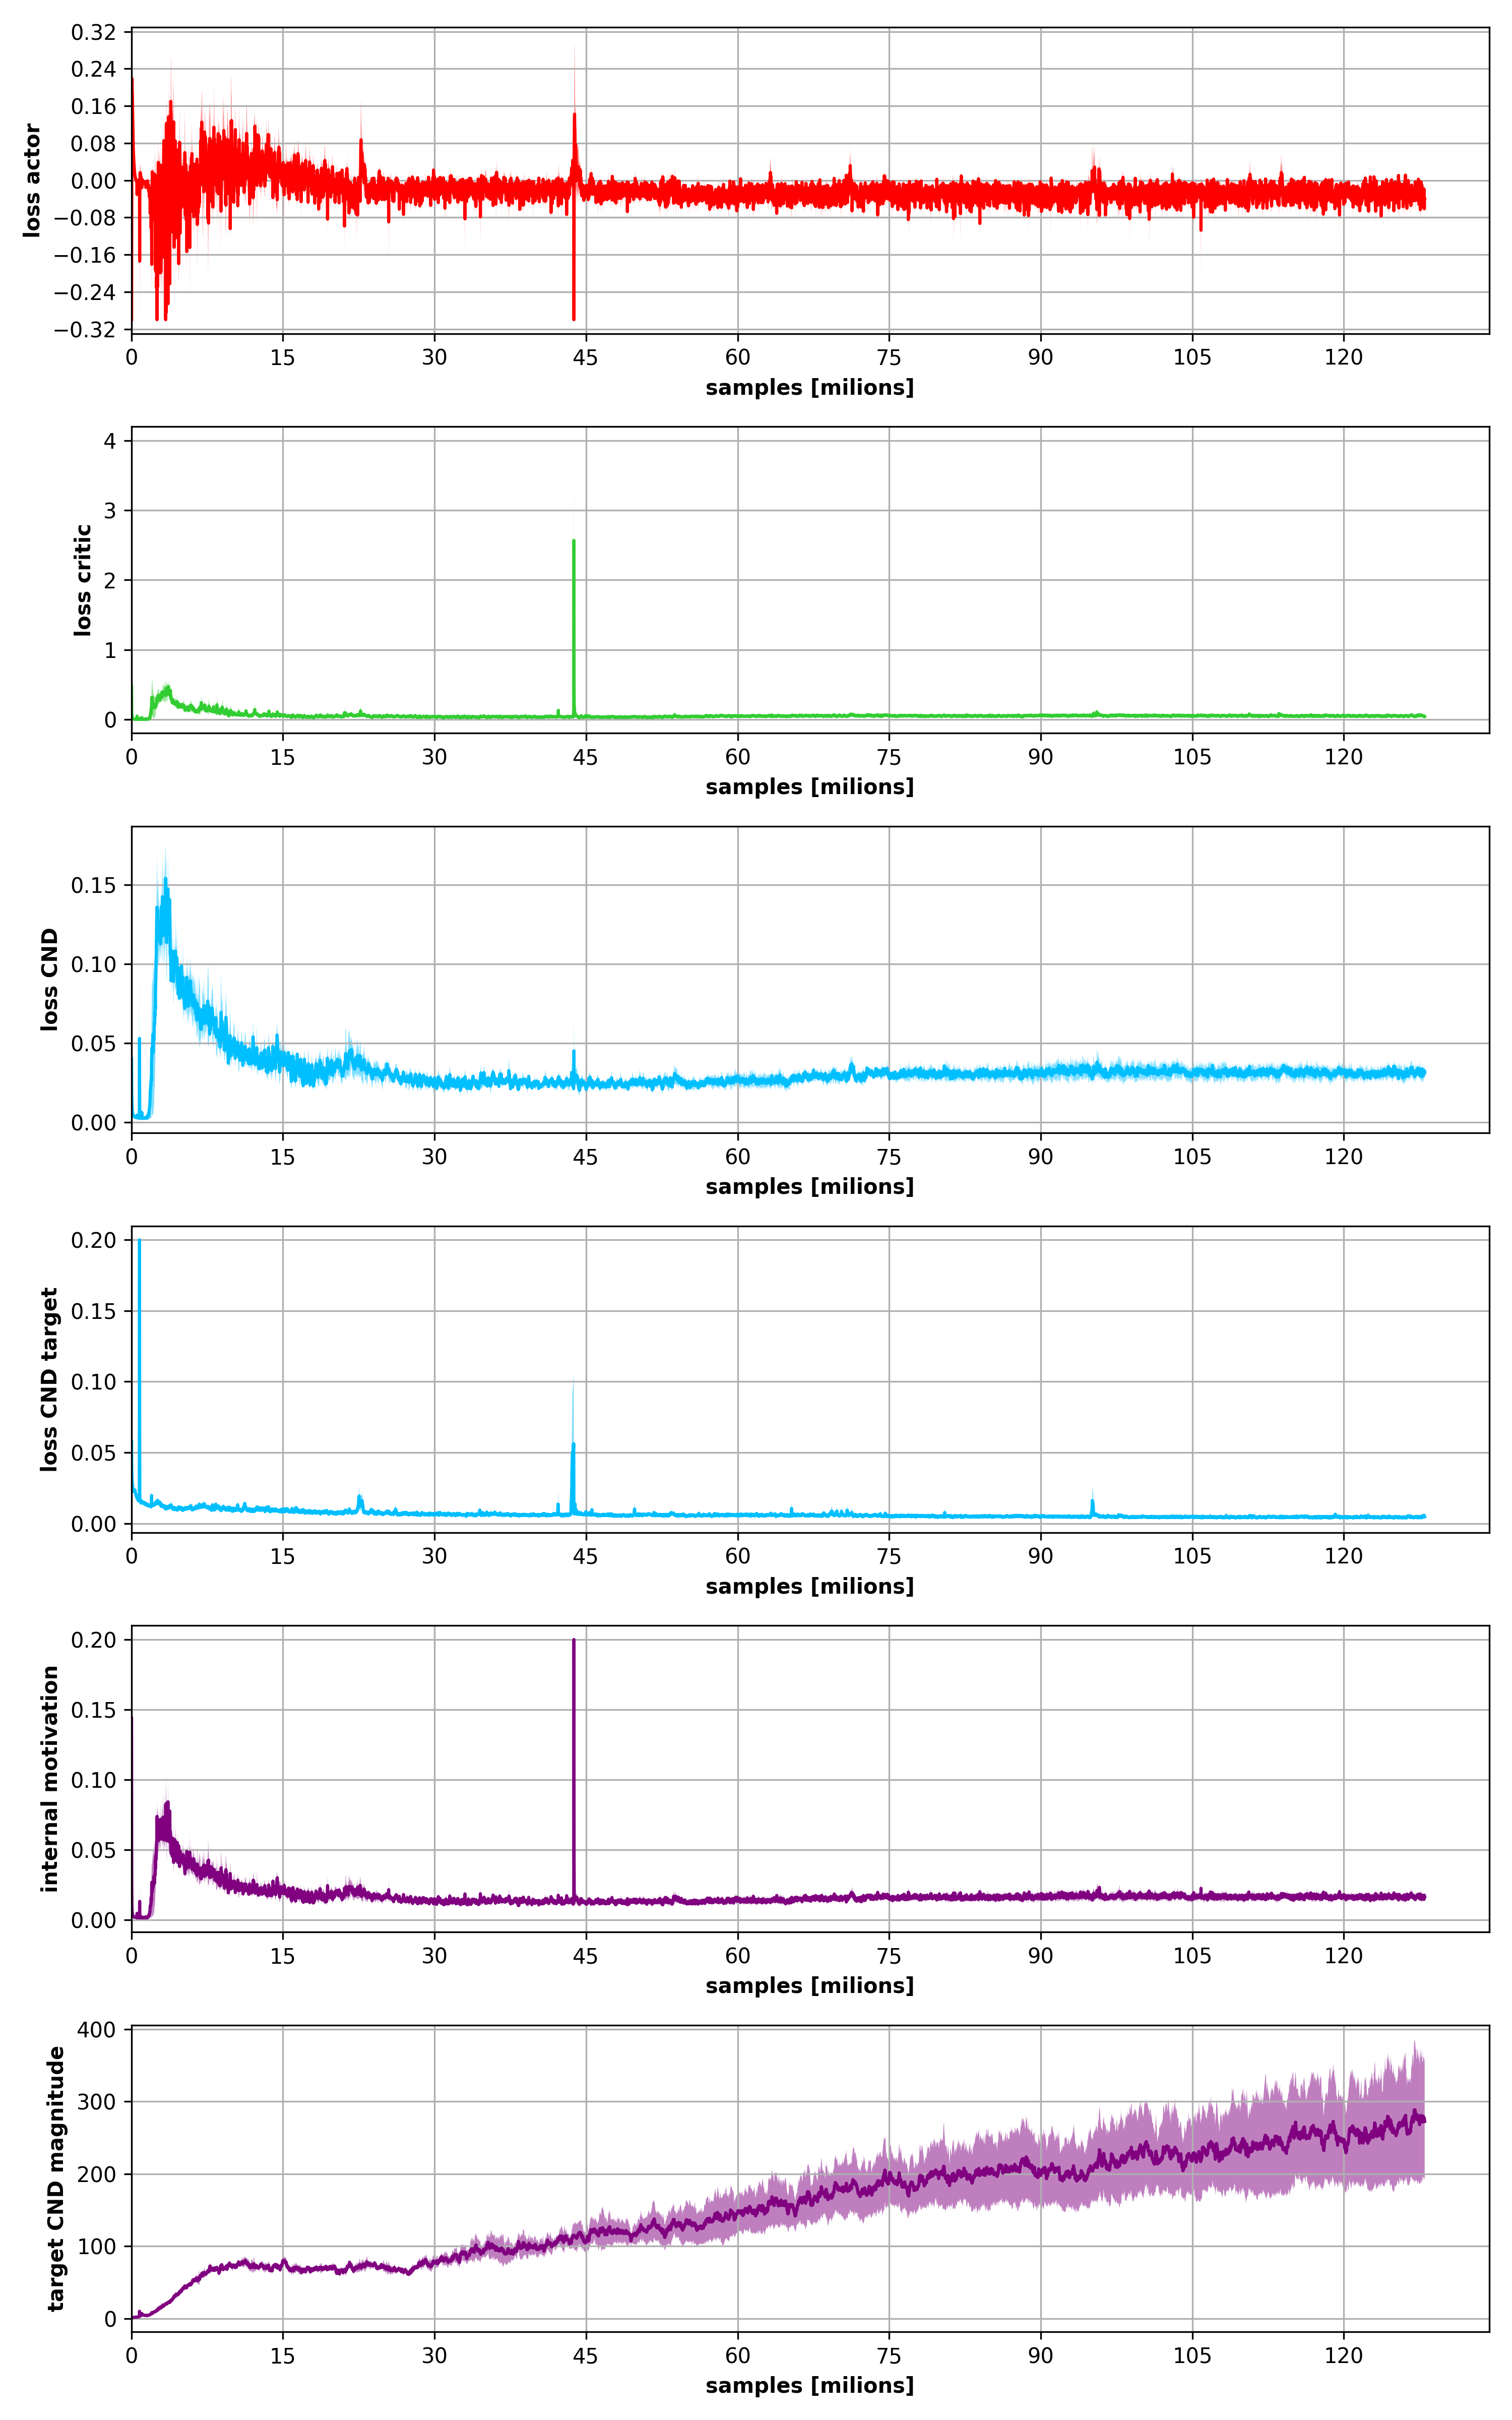 loss actor
0.32
0.24
0.16
0.08
0.00
−0.08
−0.16
−0.24
−0.32
0 15 30 45 60 75 90 105 120
samples [milions]
loss critic
4
3
2
1
0
0 15 30 45 60 75 90 105 120
samples [milions]
loss CND
0.15
0.10
0.05
0.00
0 15 30 45 60 75 90 105 120
samples [milions]
loss CND target
0.20
0.15
0.10
0.05
0.00
0 15 30 45 60 75 90 105 120
samples [milions]
internal motivation
0.20
0.15
0.10
0.05
0.00
0 15 30 45 60 75 90 105 120
samples [milions]
target CND magnitude
400
300
200
100
0
0 15 30 45 60 75 90 105 120
samples [milions]